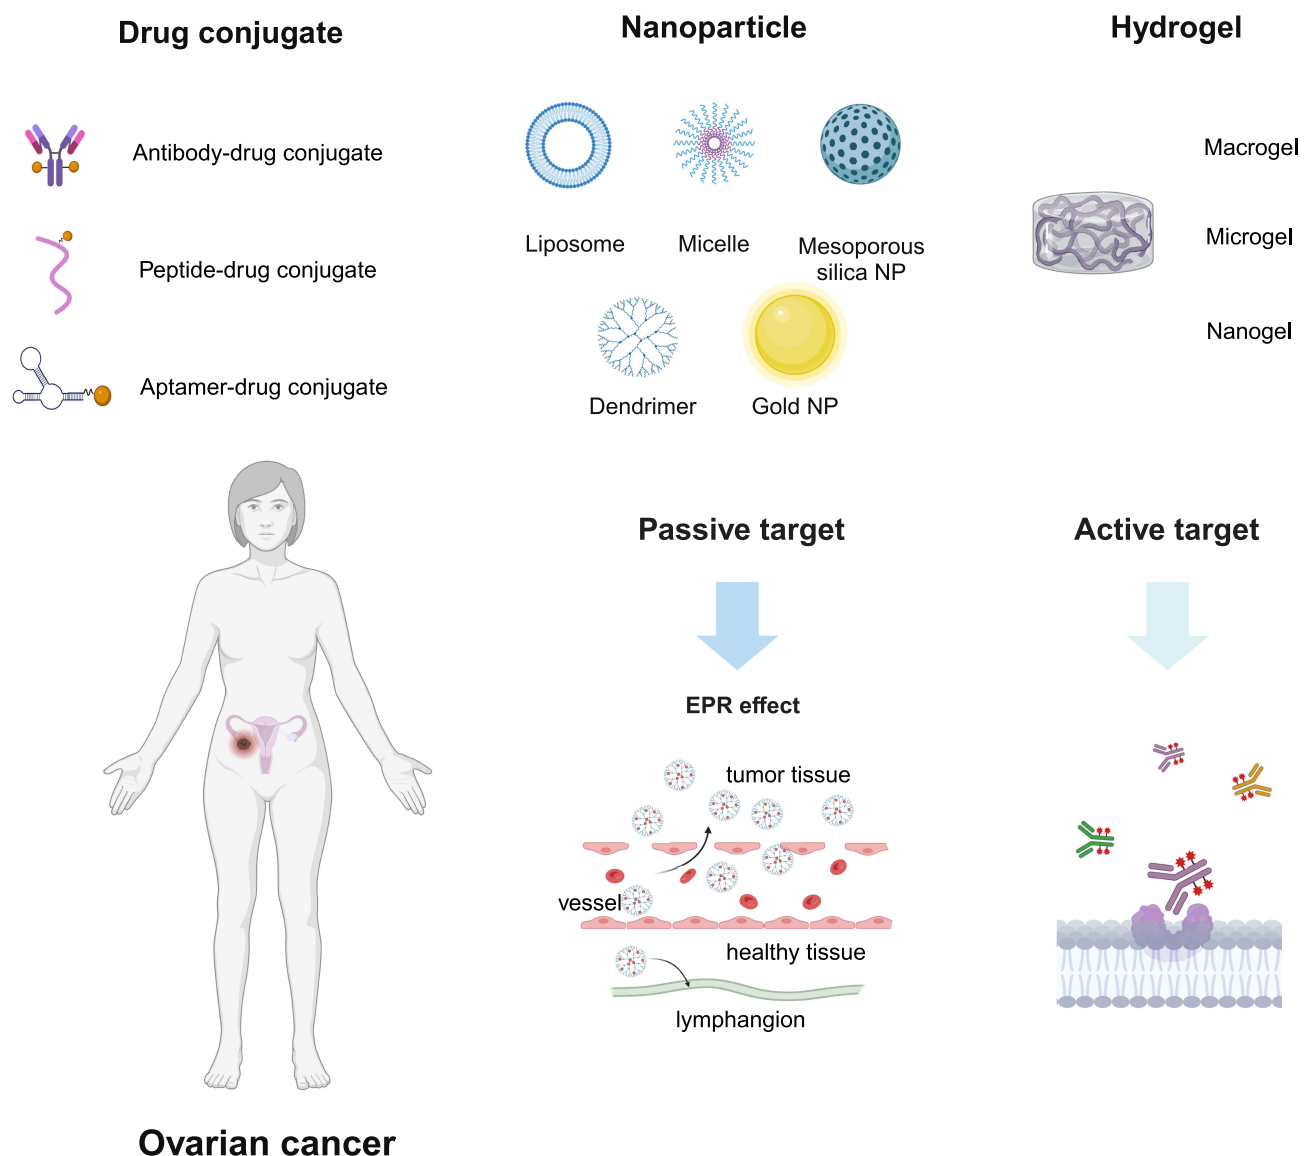 Drug conjugate
Antibody-drug conjugate
Peptide-drug conjugate
Aptamer-drug conjugate
Nanoparticle
Liposome
Micelle
Mesoporous
silica NP
Dendrimer
Gold NP
Hydrogel
Macrogel
Microgel
Nanogel
Ovarian cancer
Passive target
EPR effect
tumor tissue
vessel
healthy tissue
lymphangion
Active target